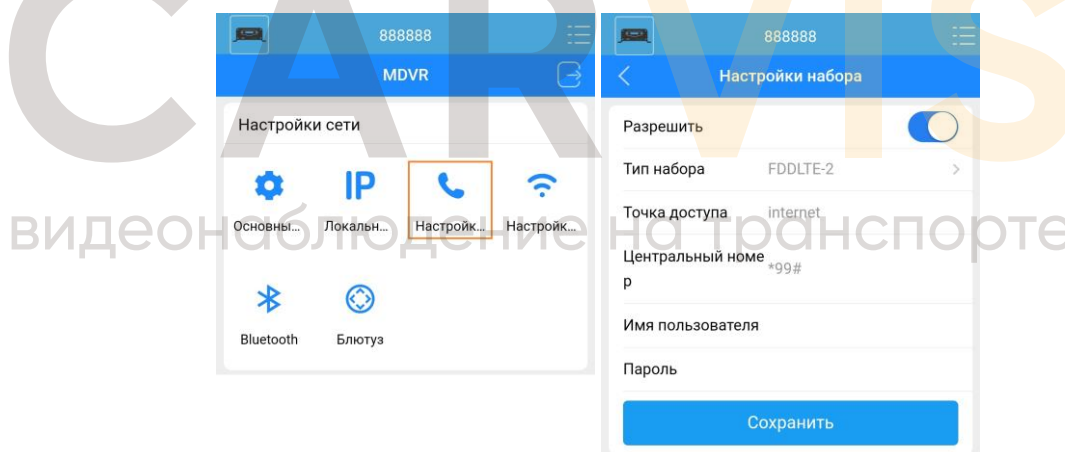 CARVIS
видеонаблюдение на транспорте
888888
MDVR
Настройки сети
Основны...
IP
Локальн...
Настройк...
Настройк...
Bluetooth
Блютуз
888888
Настройки набора
Разрешить
Тип набора FDDLTE-2
Точка доступа internet
Центральный номе
р *99#
Имя пользователя
Пароль
Сохранить